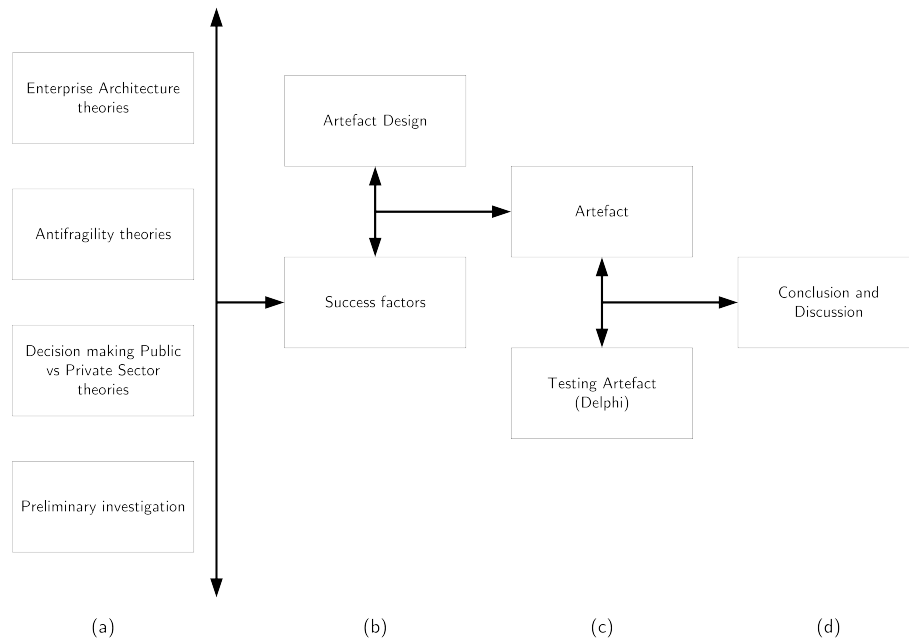 Enterprise Architecture
theories
Antifragility theories
Decision making Public
vs Private Sector
theories
Preliminary investigation
(a)
Artefact Design
Success factors
(b)
Artefact
Testing Artefact
(Delphi)
(c)
Conclusion and
Discussion
(d)